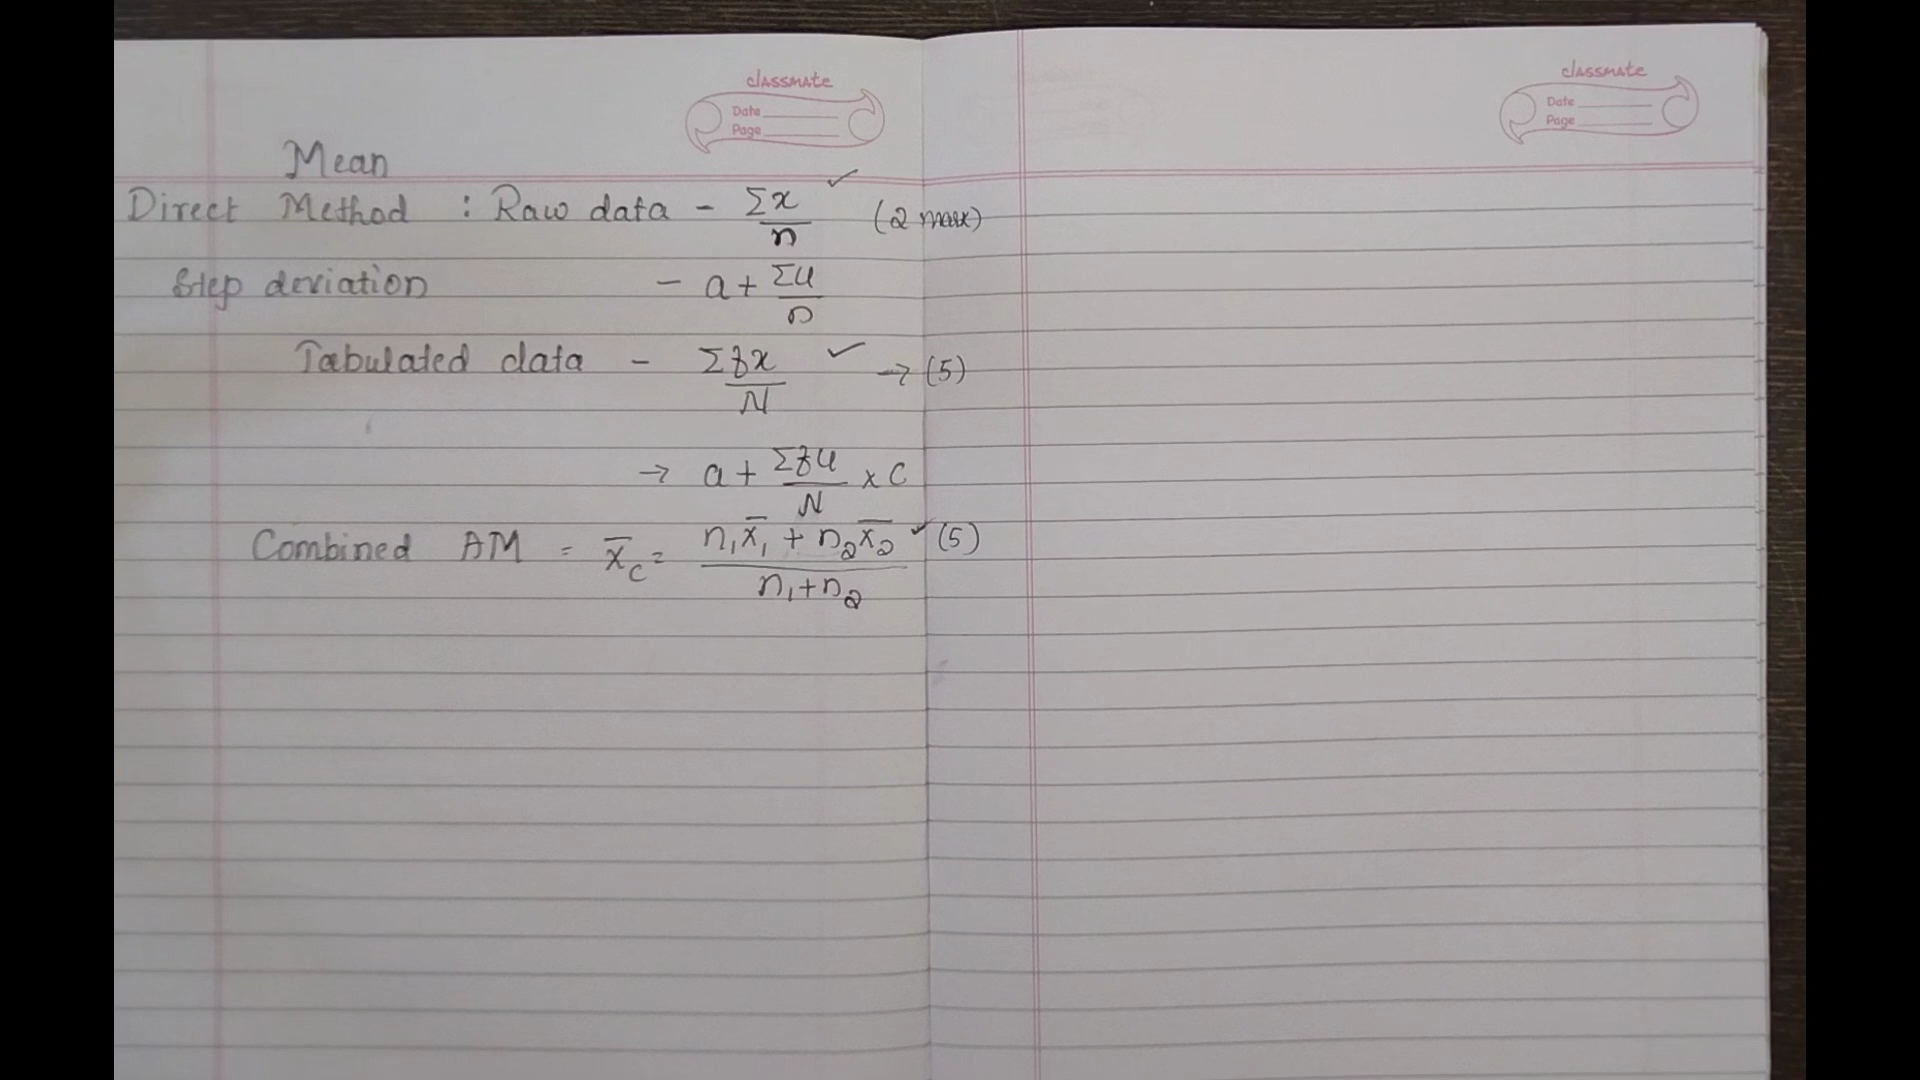 classmate
Date
Page
classmate
Date
Page
Mean
Direct Method : Raw data - Σx/n ✓ (2 mark)
Step deviation - a + Σu/n
Tabulated data - Σfx/N ✓ → (5)
→ a + Σfu/N × C
Combined AM = x̄c = (n₁x̄₁ + n₂x̄₂)/(n₁+n₂) ✓ (5)